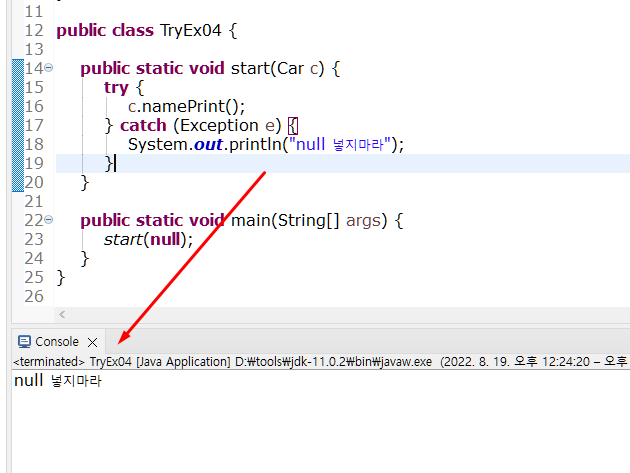 11
12 public class TryEx04 {
13
14 public static void start(Car c) {
15 try {
16 c.namePrint();
17 } catch (Exception e) {
18 System.out.println("null 넣지마라");
19 }
20 }
21
22 public static void main(String[] args) {
23 start(null);
24 }
25 }
26
Console
<terminated> TryEx04 [Java Application] D:₩tools₩jdk-11.0.2₩bin₩javaw.exe (2022. 8. 19. 오후 12:24:20 – 오후
null 넣지마라